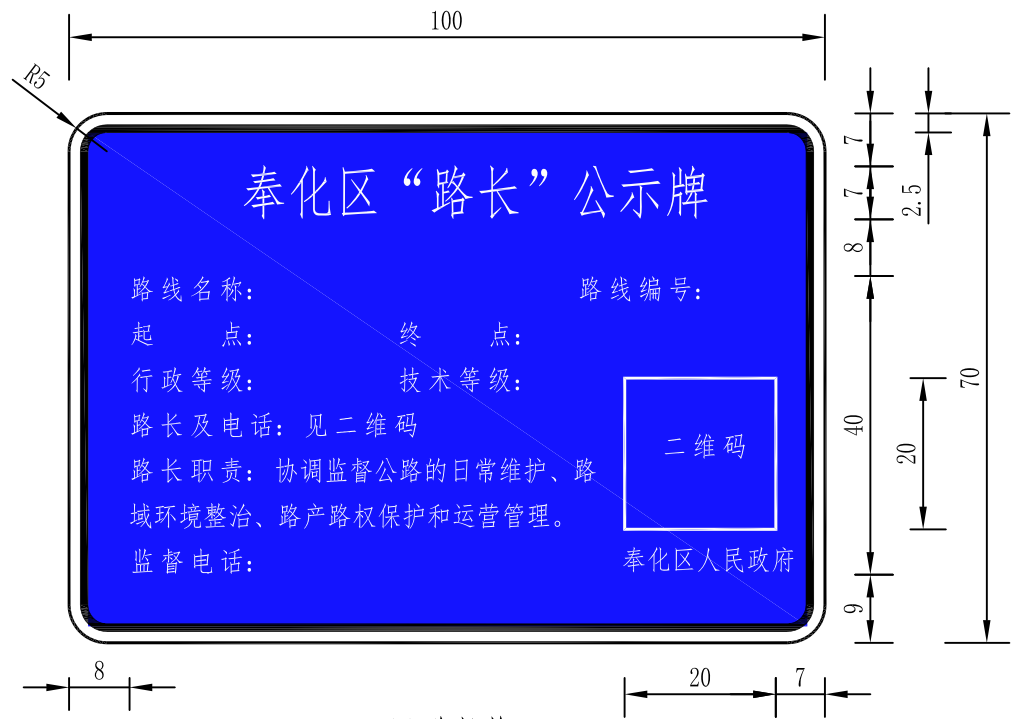 100
R5
奉化区“路长”公示牌
路线名称： 路线编号：
起 点： 终 点：
行政等级： 技术等级：
路长及电话：见二维码
路长职责：协调监督公路的日常维护、路
域环境整治、路产路权保护和运营管理。
监督电话：
二维码
奉化区人民政府
7
7
8
40
9
2.5
20
70
8
20
7